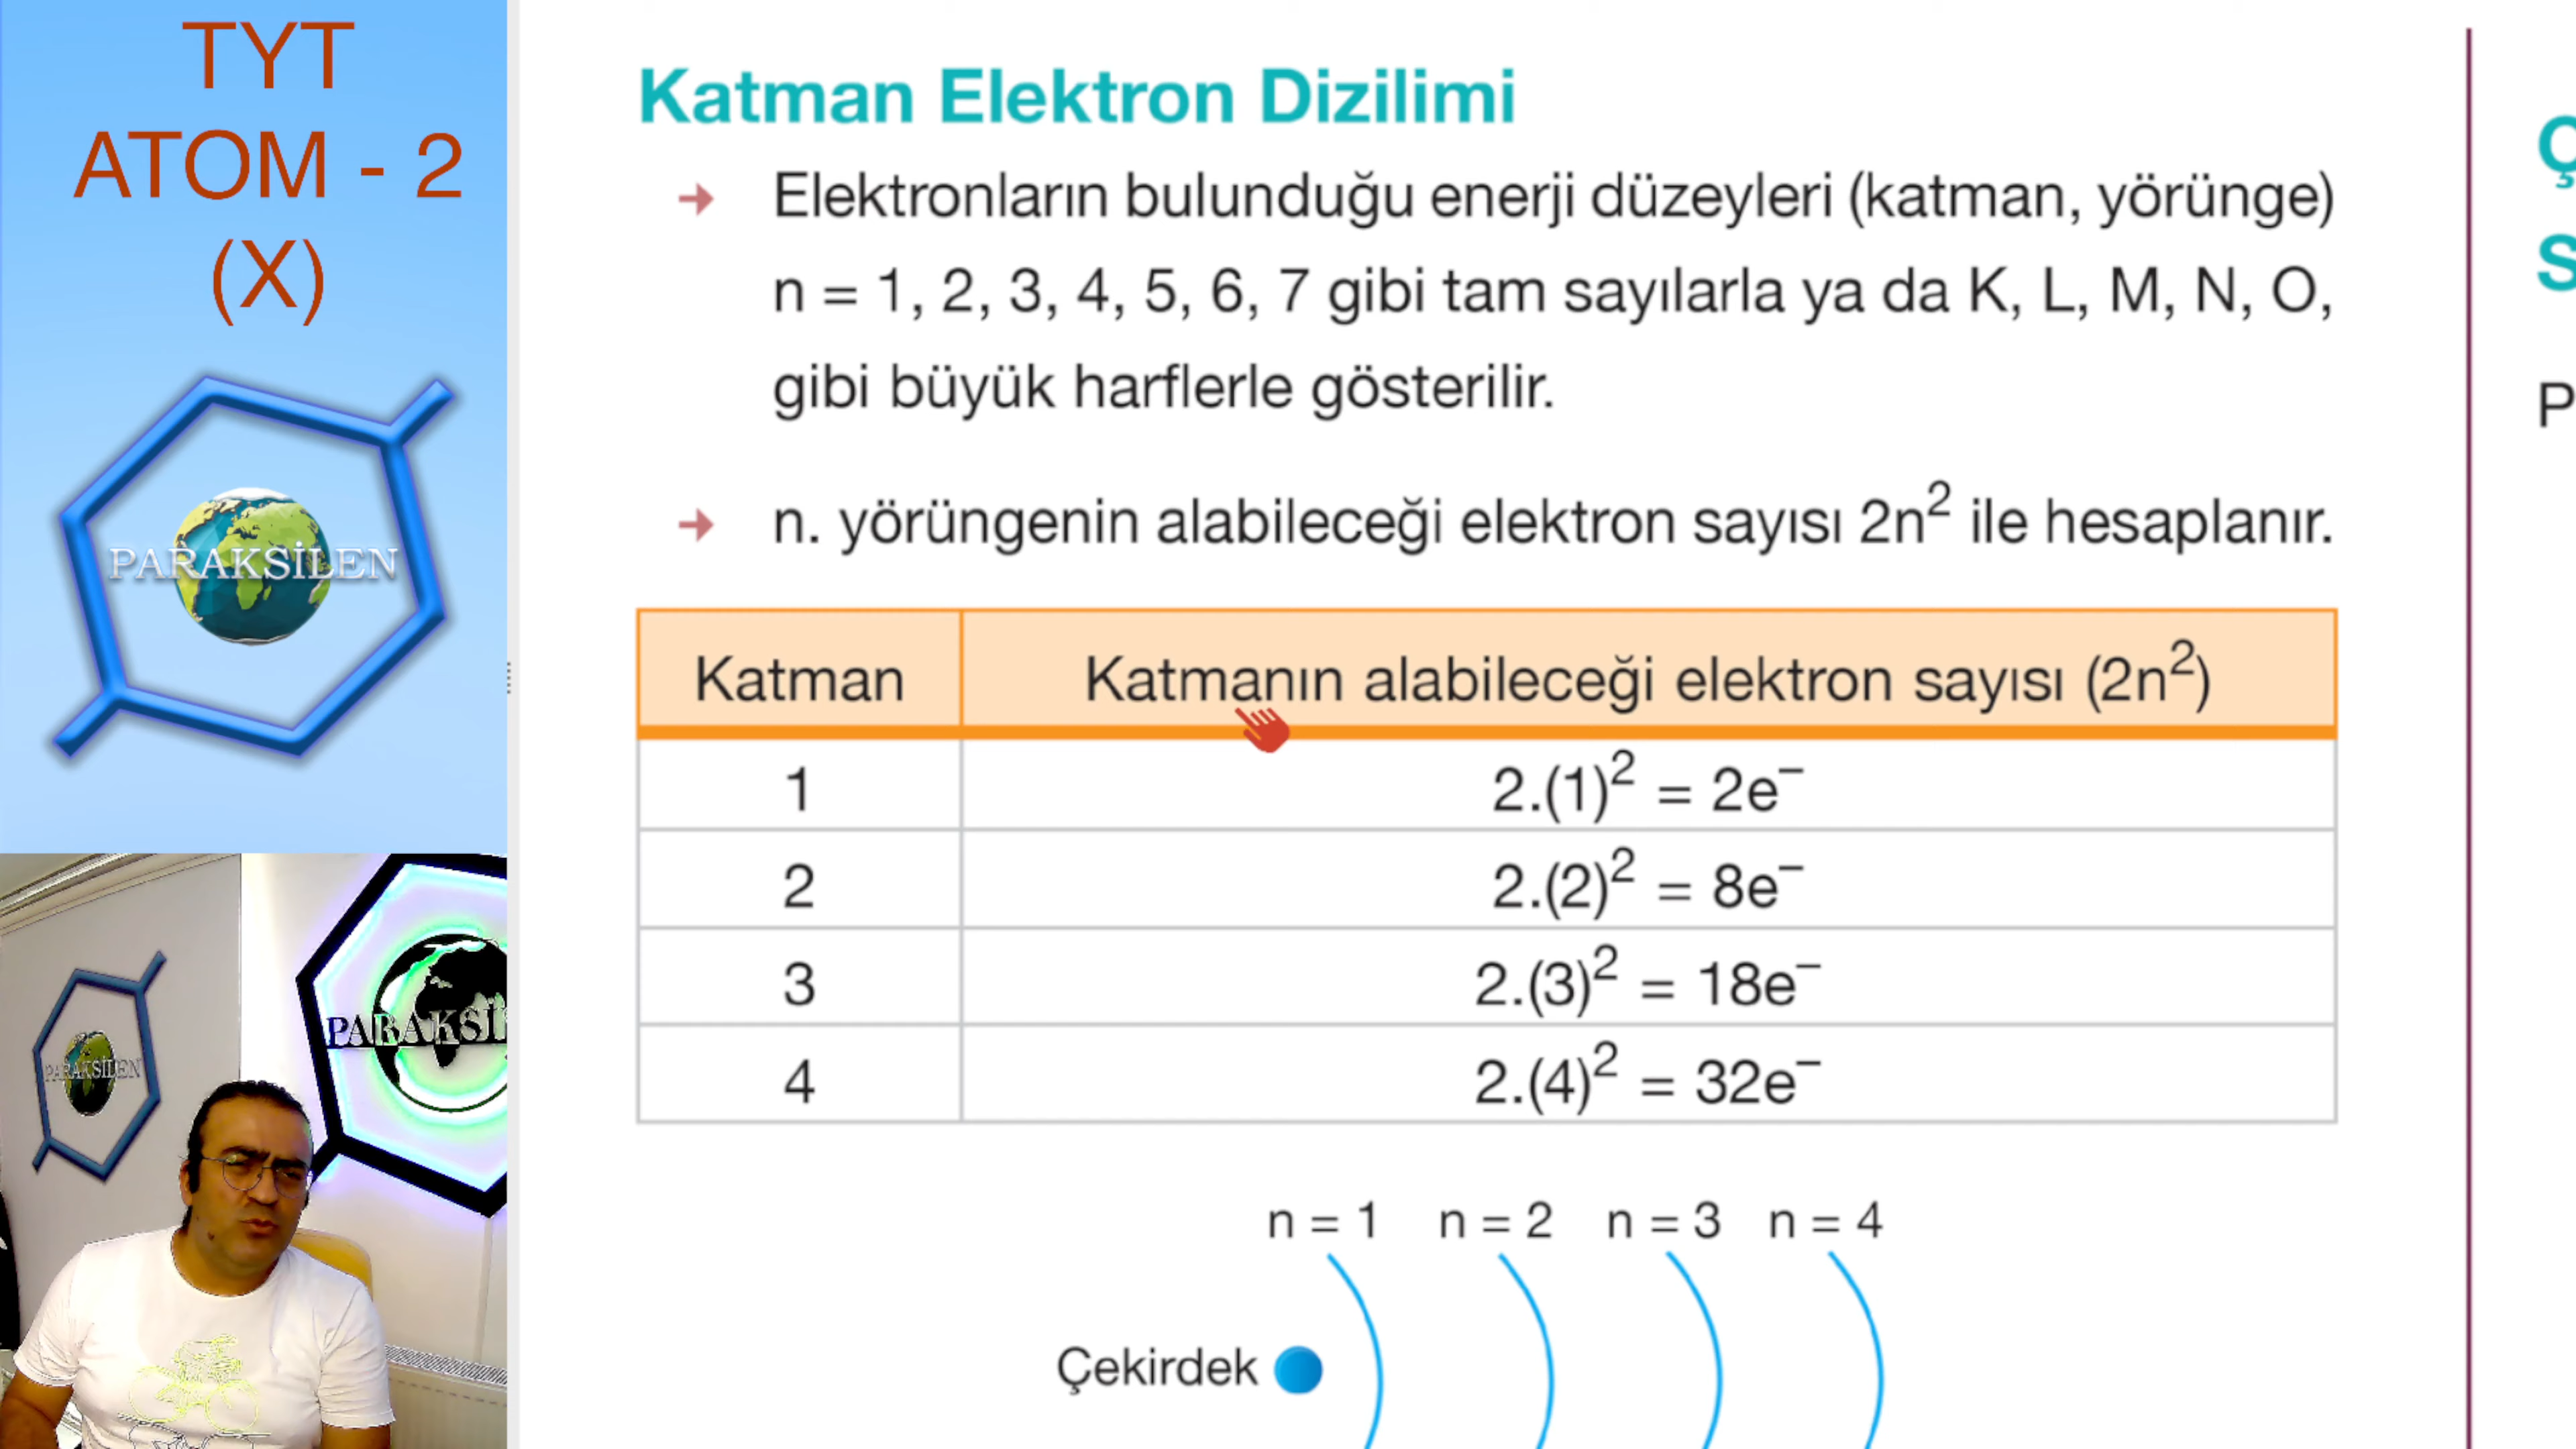 TYT
ATOM - 2
(X)
PARAKSİLEN
Katman Elektron Dizilimi
→ Elektronların bulunduğu enerji düzeyleri (katman, yörünge)
n = 1, 2, 3, 4, 5, 6, 7 gibi tam sayılarla ya da K, L, M, N, O,
gibi büyük harflerle gösterilir.
→ n. yörüngenin alabileceği elektron sayısı 2n² ile hesaplanır.
Katman Katmanın alabileceği elektron sayısı (2n²)
1 2.(1)² = 2e⁻
2 2.(2)² = 8e⁻
3 2.(3)² = 18e⁻
4 2.(4)² = 32e⁻
n = 1 n = 2 n = 3 n = 4
Çekirdek
Ç
S
P
PARAKSİLEN
PARAKSİ